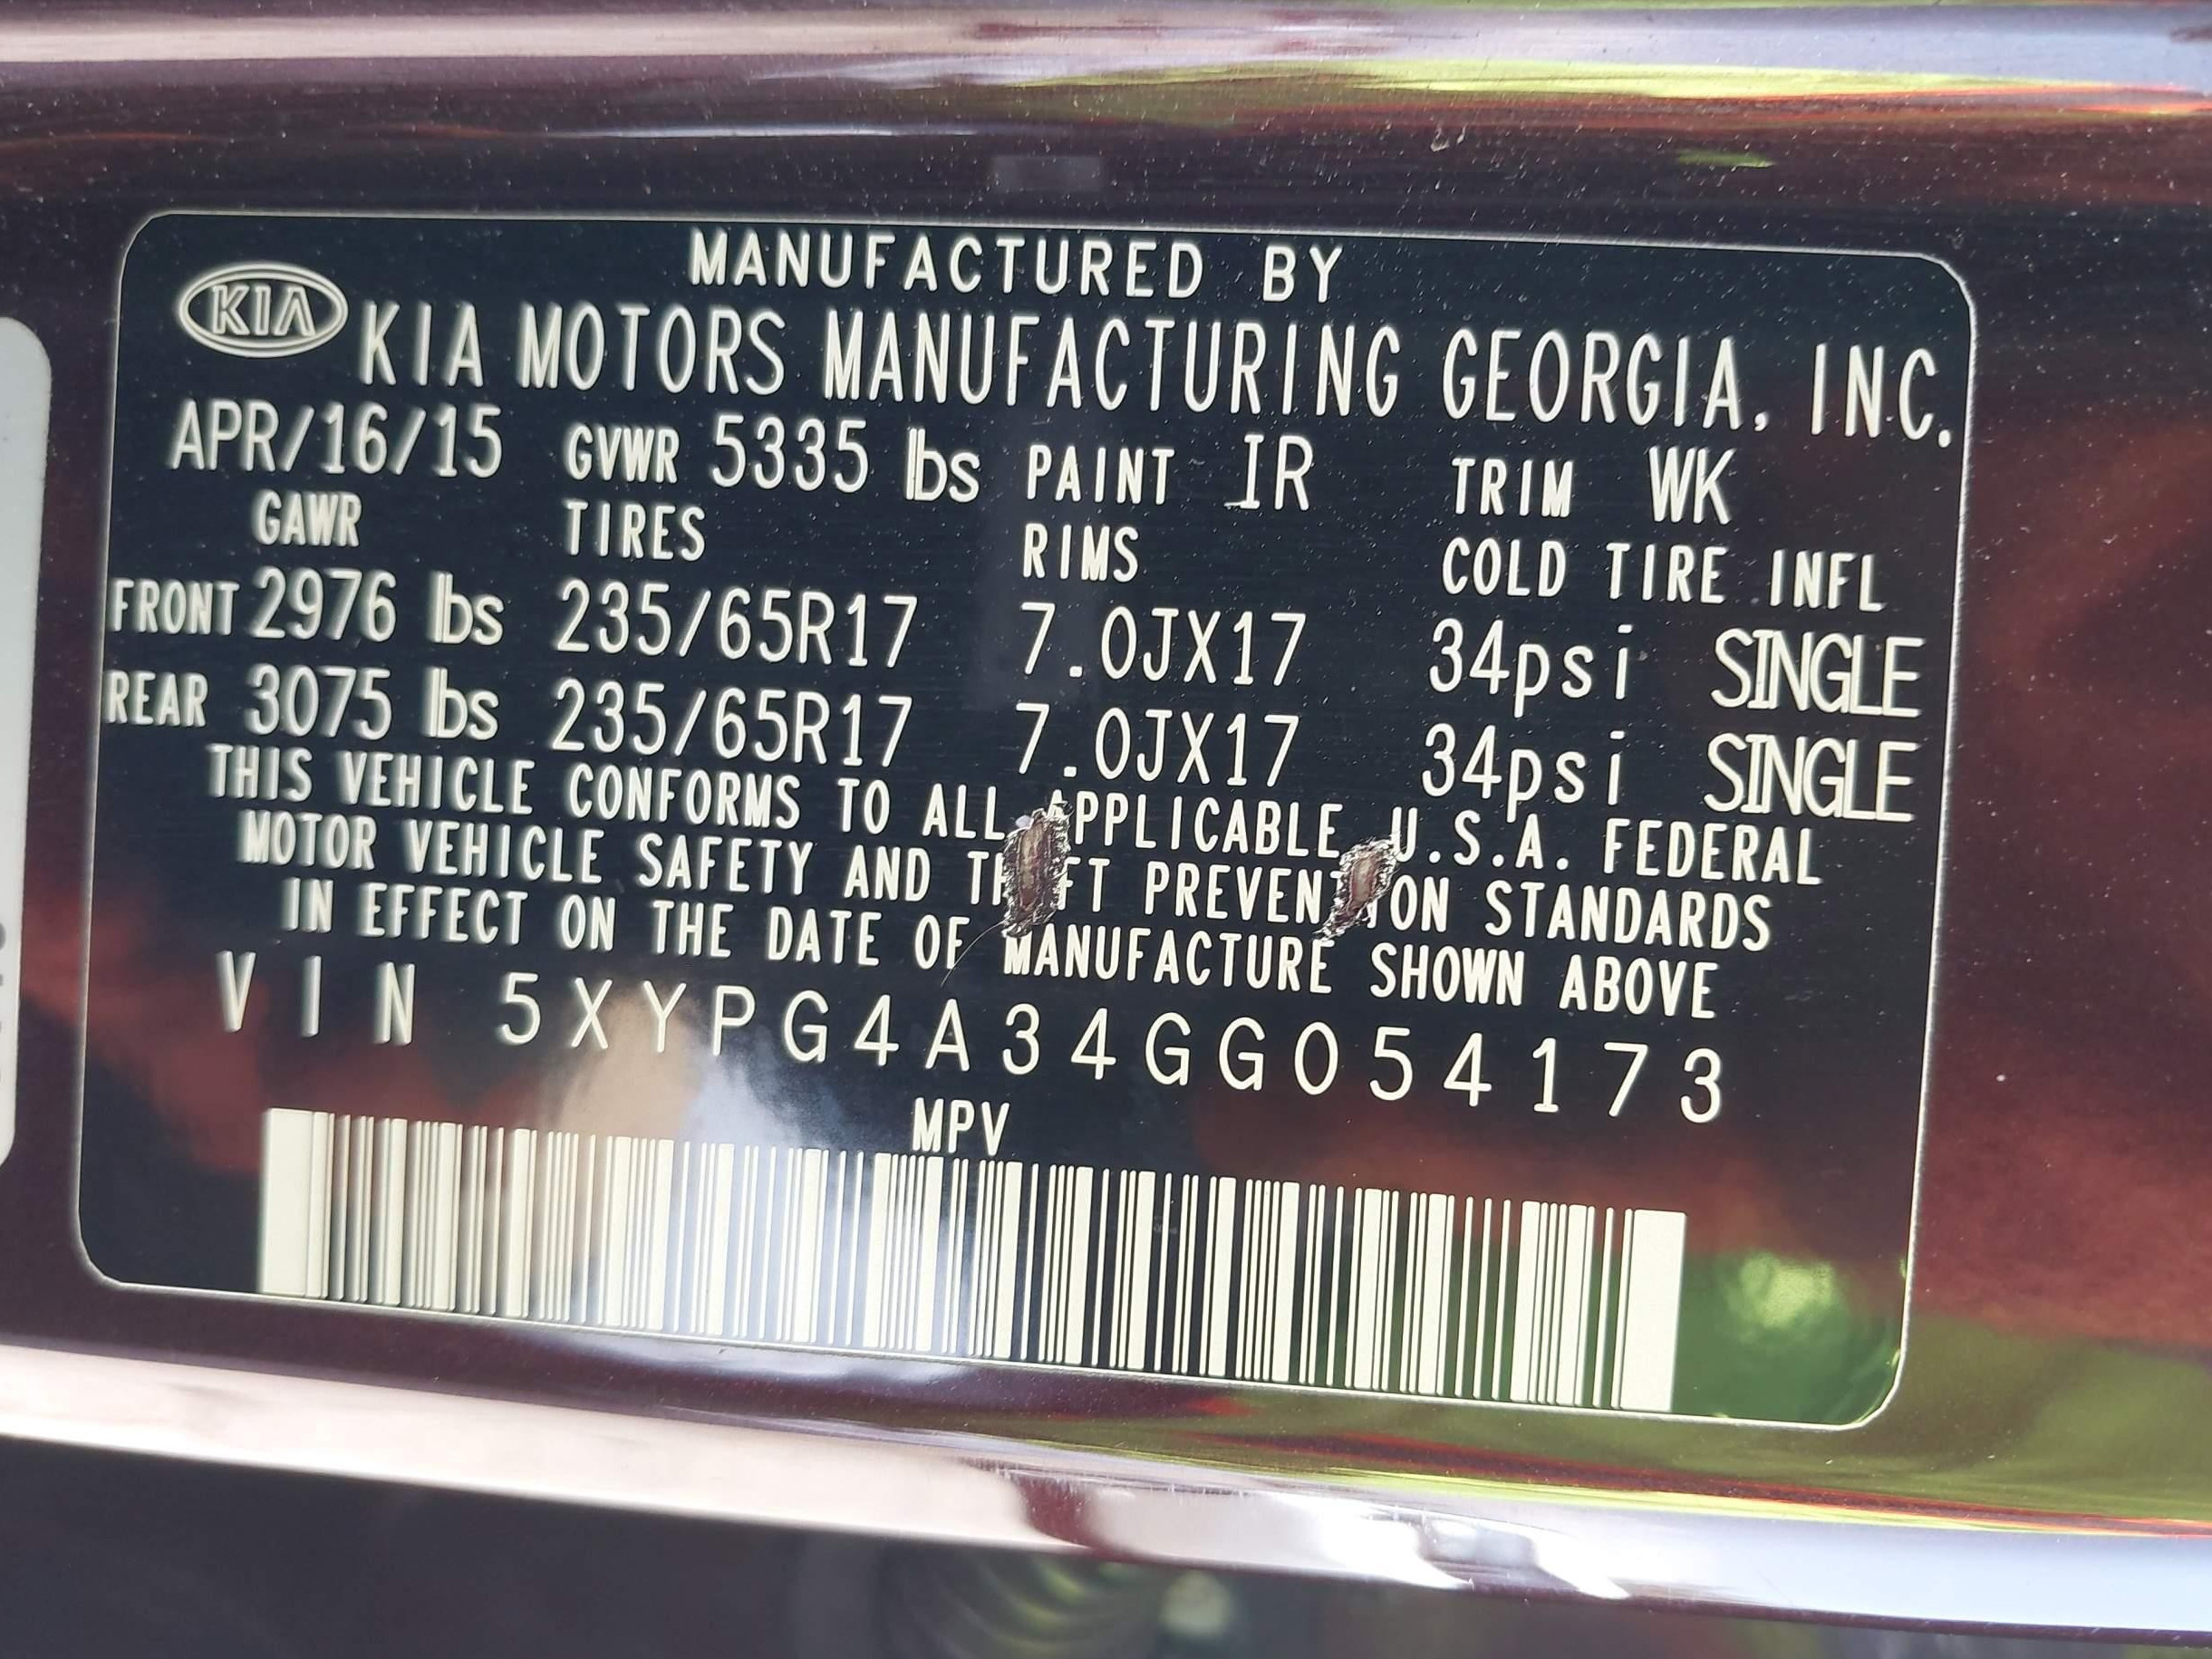 MANUFACTURED BY
KIA KIA MOTORS MANUFACTURING GEORGIA, INC.
APR/16/15 GVWR 5335 lbs PAINT IR TRIM WK
GAWR TIRES RIMS COLD TIRE INFL
FRONT 2976 lbs 235/65R17 7.0JX17 34psi SINGLE
REAR 3075 lbs 235/65R17 7.0JX17 34psi SINGLE
THIS VEHICLE CONFORMS TO ALL APPLICABLE U.S.A. FEDERAL
MOTOR VEHICLE SAFETY AND THEFT PREVENTION STANDARDS
IN EFFECT ON THE DATE OF MANUFACTURE SHOWN ABOVE
VIN 5XYPG4A34GG054173
MPV